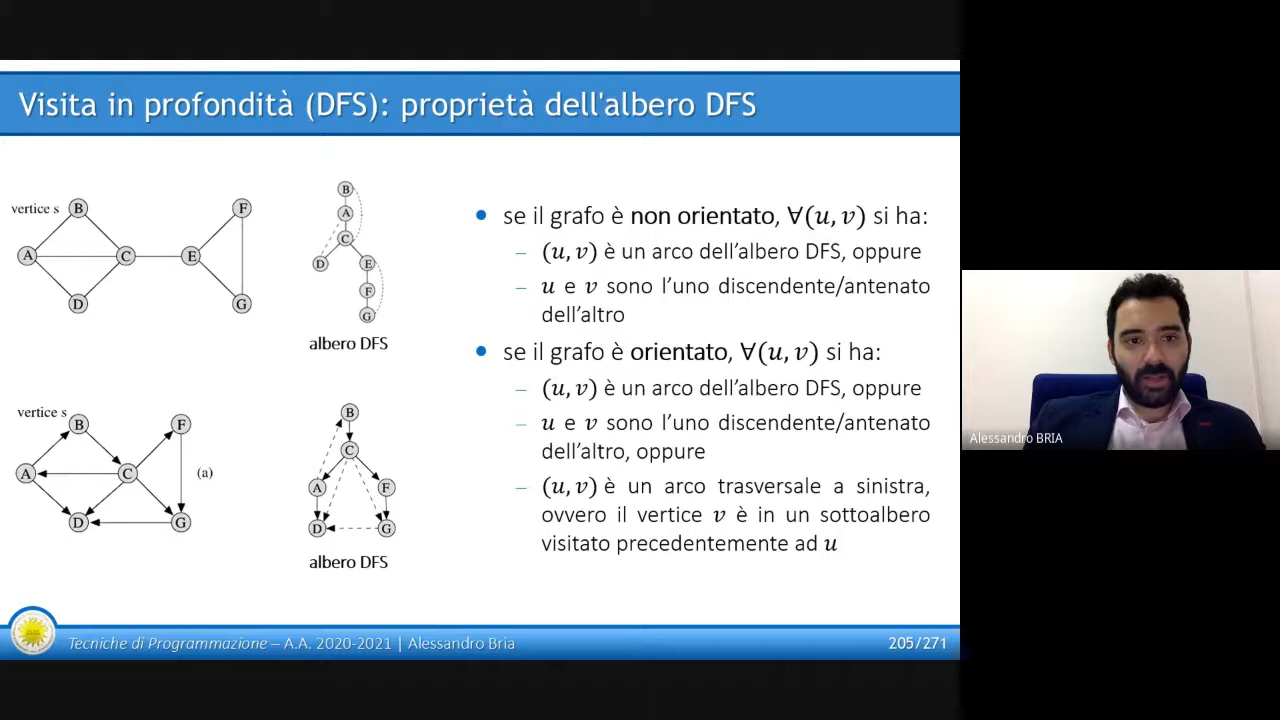 Visita in profondità (DFS): proprietà dell'albero DFS
vertice s
B
F
A
C
E
D
G
B
A
C
D
E
F
G
albero DFS
vertice s
B
F
A
C
(a)
D
G
B
C
A
F
D
G
albero DFS
• se il grafo è non orientato, ∀(u, v) si ha:
– (u, v) è un arco dell’albero DFS, oppure
– u e v sono l’uno discendente/antenato
dell’altro
• se il grafo è orientato, ∀(u, v) si ha:
– (u, v) è un arco dell’albero DFS, oppure
– u e v sono l’uno discendente/antenato
dell’altro, oppure
– (u, v) è un arco trasversale a sinistra,
ovvero il vertice v è in un sottoalbero
visitato precedentemente ad u
Alessandro BRIA
Tecniche di Programmazione – A.A. 2020-2021 | Alessandro Bria
205/271